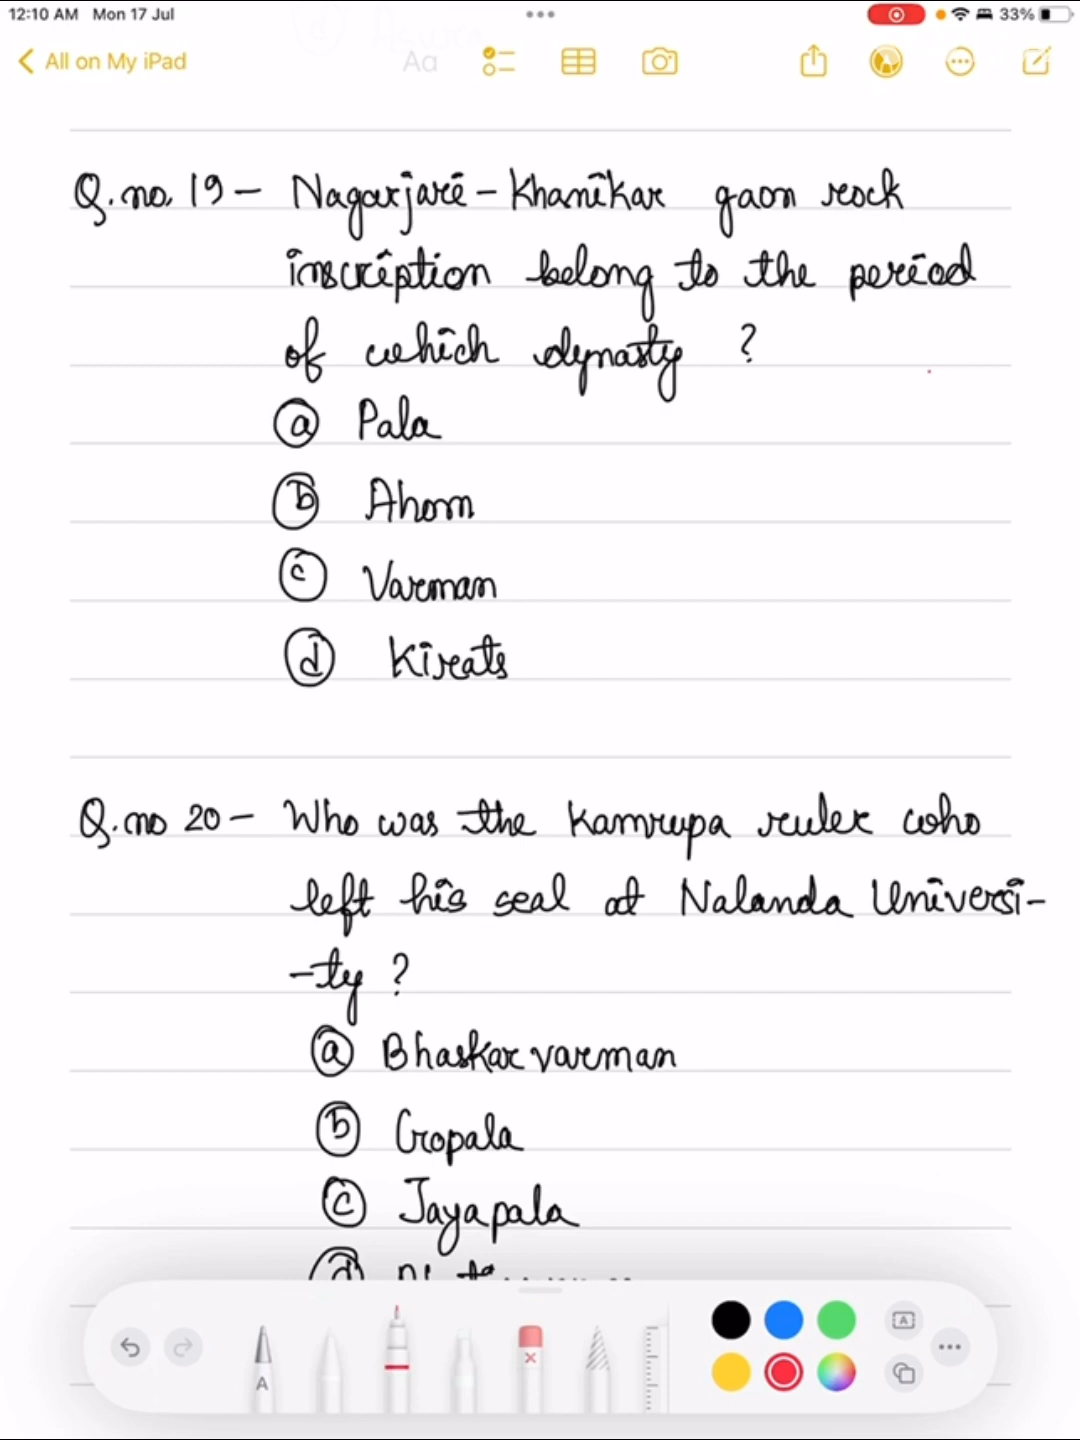 12:10 AM Mon 17 Jul
33%
All on My iPad
Aa
Q. no. 19 - Nagarjari - Khanikar gaon rock
inscription belong to the period
of which dynasty ?
(a) Pala
(b) Ahom
(c) Varman
(d) Kirats
Q. no 20 - Who was the Kamrupa ruler who
left his seal at Nalanda Universi-
-ty ?
(a) Bhaskar varman
(b) Gopala
(c) Jayapala
(d)
A
A